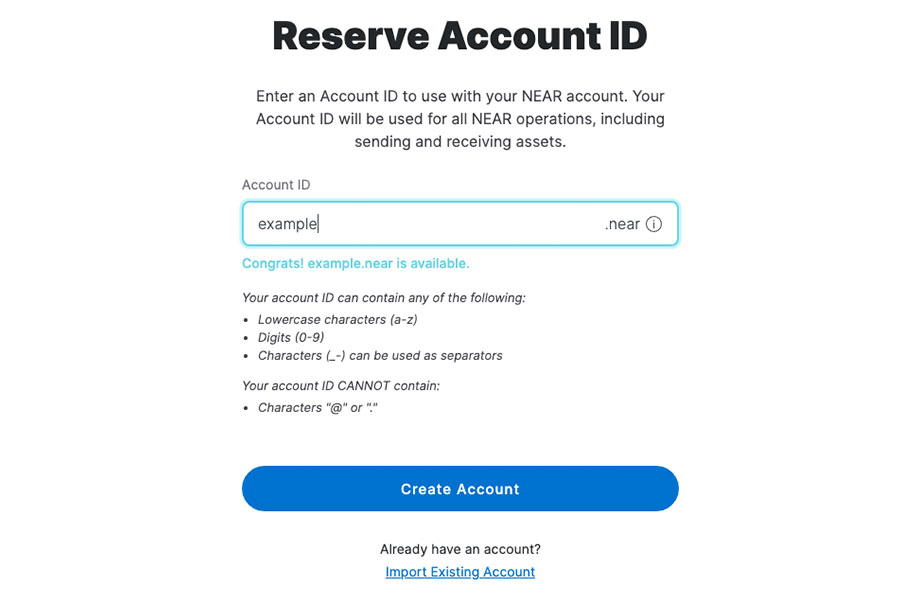 Reserve Account ID
Enter an Account ID to use with your NEAR account. Your
Account ID will be used for all NEAR operations, including
sending and receiving assets.
Account ID
example .near
Congrats! example.near is available.
Your account ID can contain any of the following:
• Lowercase characters (a-z)
• Digits (0-9)
• Characters (_-) can be used as separators
Your account ID CANNOT contain:
• Characters "@" or "."
Create Account
Already have an account?
Import Existing Account